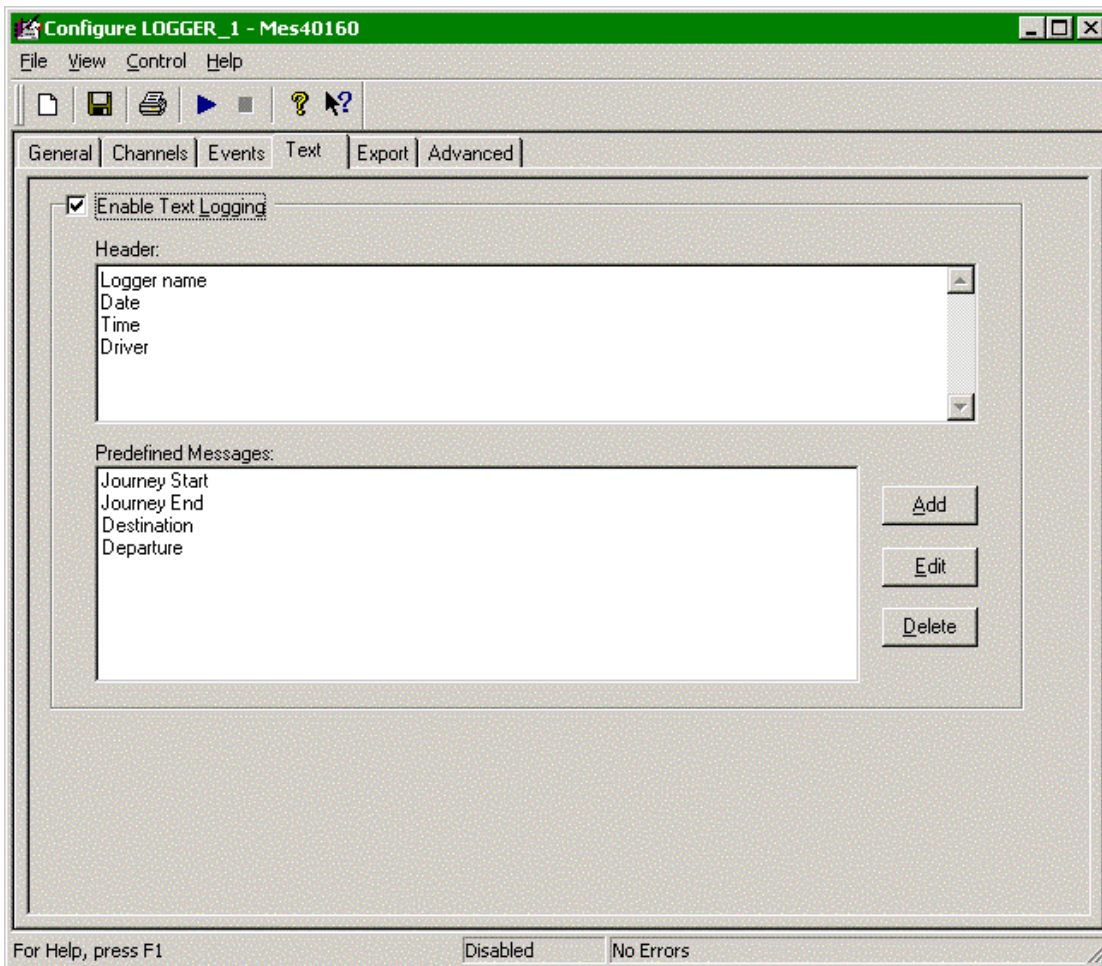 Configure LOGGER_1 - Mes40160
File View Control Help
General Channels Events Text Export Advanced
Enable Text Logging
Header:
Logger name
Date
Time
Driver
Predefined Messages:
Journey Start
Journey End
Destination
Departure
Add
Edit
Delete
For Help, press F1 Disabled No Errors